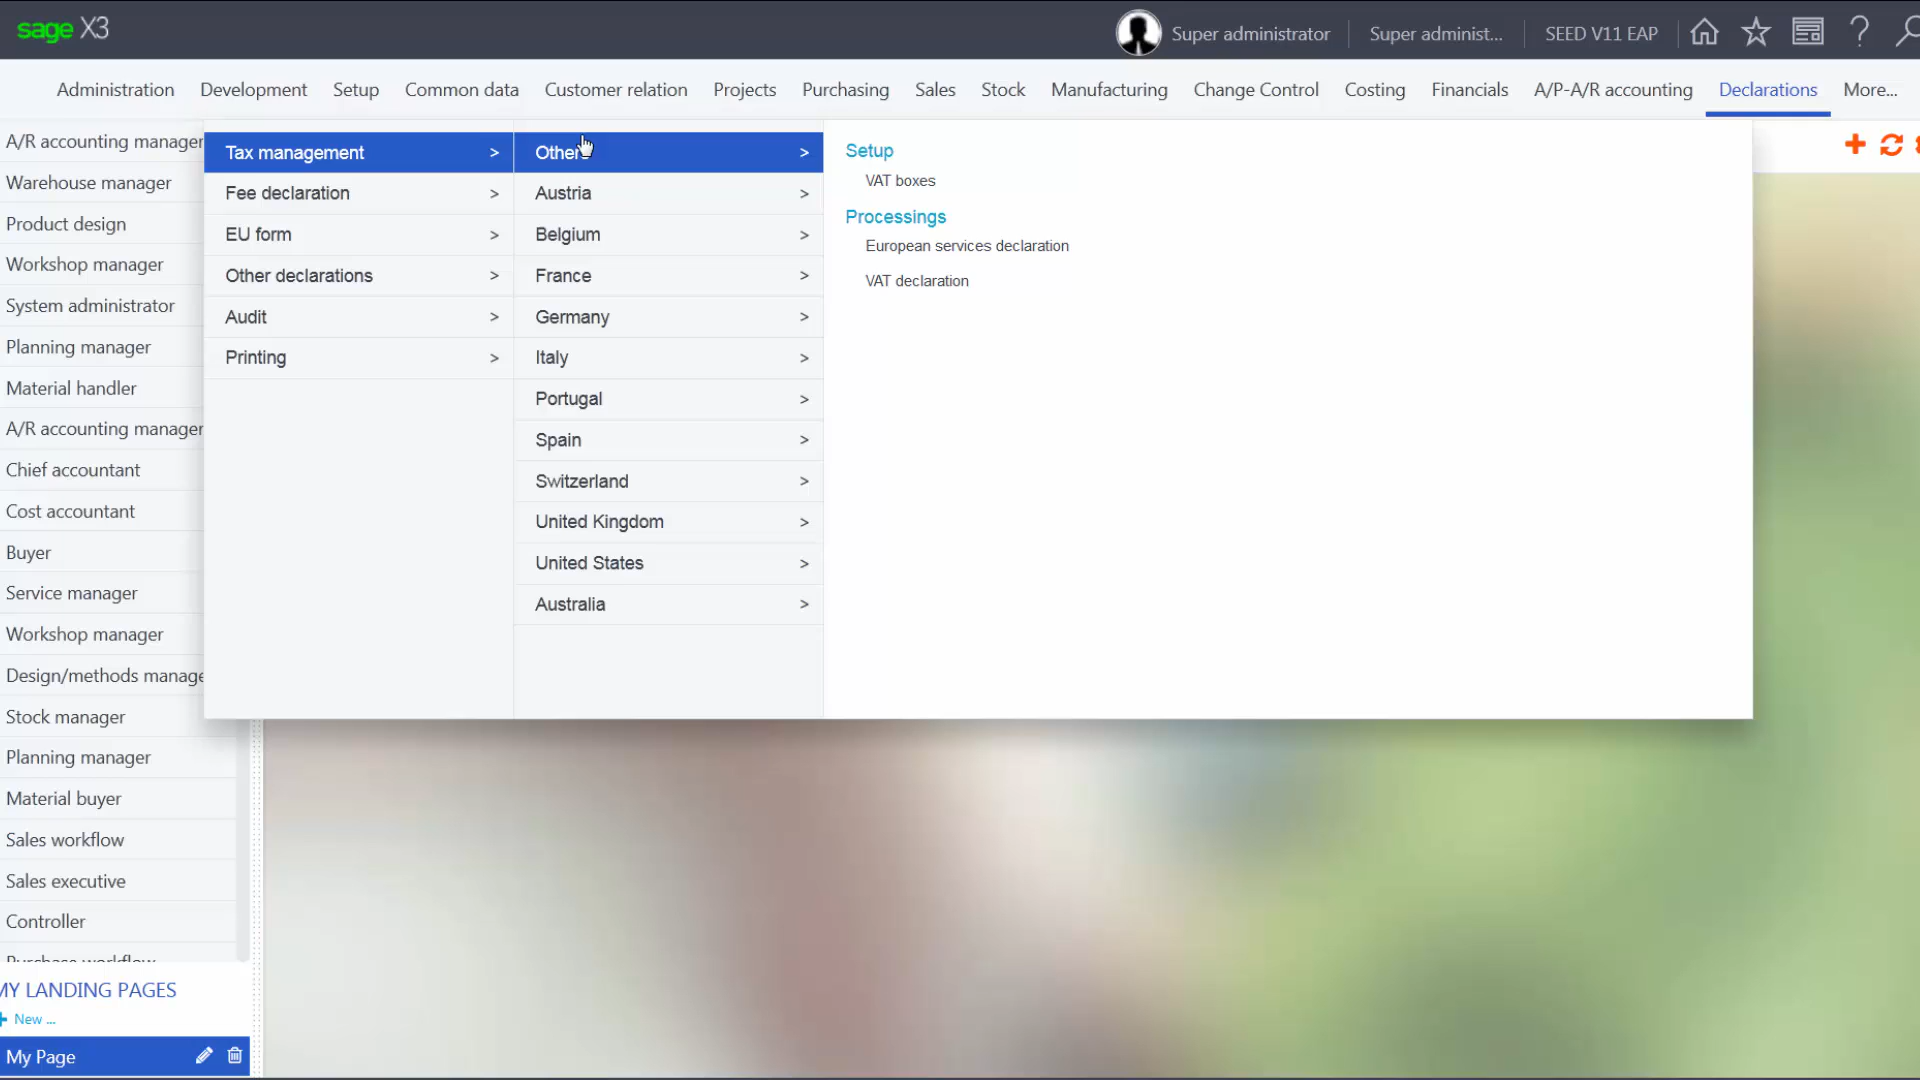 sage X3
Super administrator
Super administ...
SEED V11 EAP
Administration Development Setup Common data Customer relation Projects Purchasing Sales Stock Manufacturing Change Control Costing Financials A/P-A/R accounting Declarations More...
A/R accounting manager
Warehouse manager
Product design
Workshop manager
System administrator
Planning manager
Material handler
A/R accounting manager
Chief accountant
Cost accountant
Buyer
Service manager
Workshop manager
Design/methods manage
Stock manager
Planning manager
Material buyer
Sales workflow
Sales executive
Controller
Purchase workflow
MY LANDING PAGES
+ New ...
My Page
Tax management >
Fee declaration >
EU form >
Other declarations >
Audit >
Printing >
Other >
Austria >
Belgium >
France >
Germany >
Italy >
Portugal >
Spain >
Switzerland >
United Kingdom >
United States >
Australia >
Setup
VAT boxes
Processings
European services declaration
VAT declaration